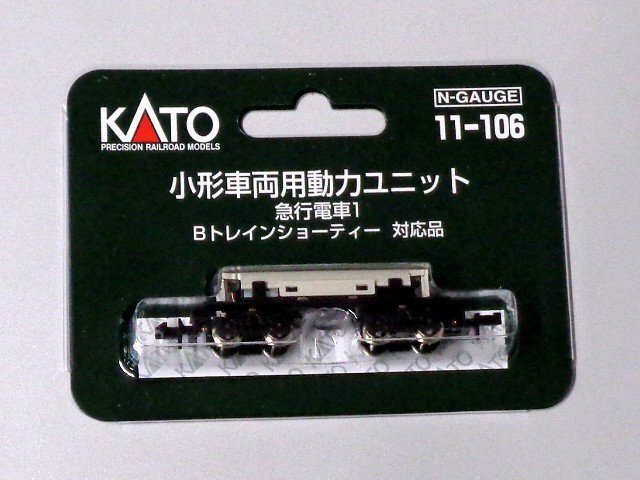 KATO
PRECISION RAILROAD MODELS
N-GAUGE
11-106
小形車両用動力ユニット
急行電車1
Bトレインショーティー 対応品